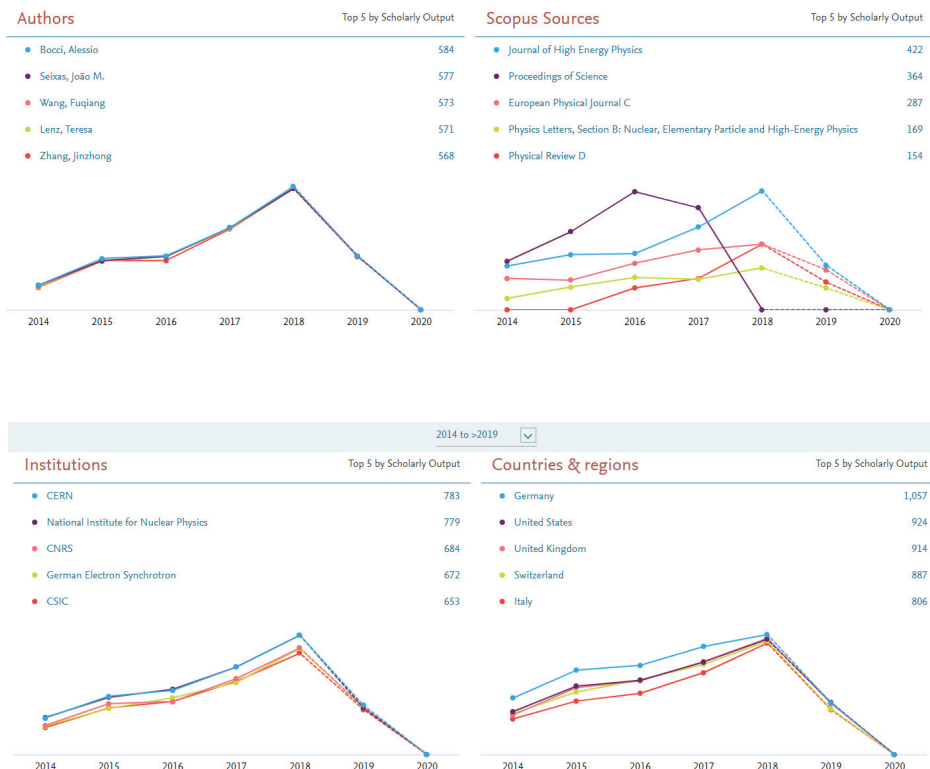 Authors Top 5 by Scholarly Output
Bocci, Alessio 584
Seixas, João M. 577
Wang, Fuqiang 573
Lenz, Teresa 571
Zhang, Jinzhong 568
2014 2015 2016 2017 2018 2019 2020
Scopus Sources Top 5 by Scholarly Output
Journal of High Energy Physics 422
Proceedings of Science 364
European Physical Journal C 287
Physics Letters, Section B: Nuclear, Elementary Particle and High-Energy Physics 169
Physical Review D 154
2014 2015 2016 2017 2018 2019 2020
2014 to >2019
Institutions Top 5 by Scholarly Output
CERN 783
National Institute for Nuclear Physics 779
CNRS 684
German Electron Synchrotron 672
CSIC 653
2014 2015 2016 2017 2018 2019 2020
Countries & regions Top 5 by Scholarly Output
Germany 1,057
United States 924
United Kingdom 914
Switzerland 887
Italy 806
2014 2015 2016 2017 2018 2019 2020